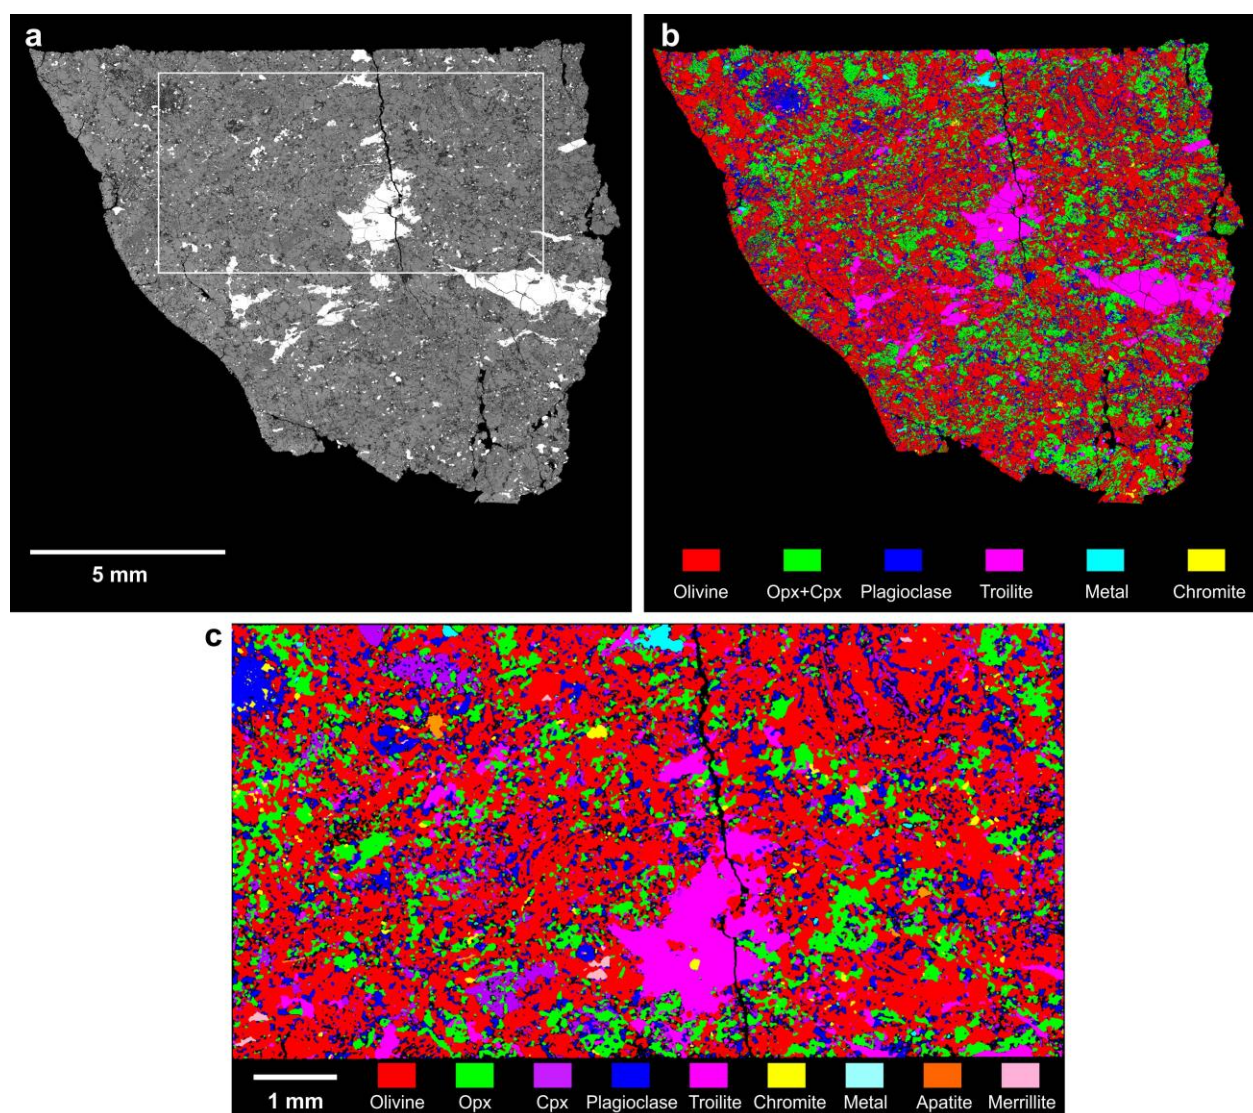 a
b
5 mm
Olivine Opx+Cpx Plagioclase Troilite Metal Chromite
c
1 mm
Olivine Opx Cpx Plagioclase Troilite Chromite Metal Apatite Merrillite